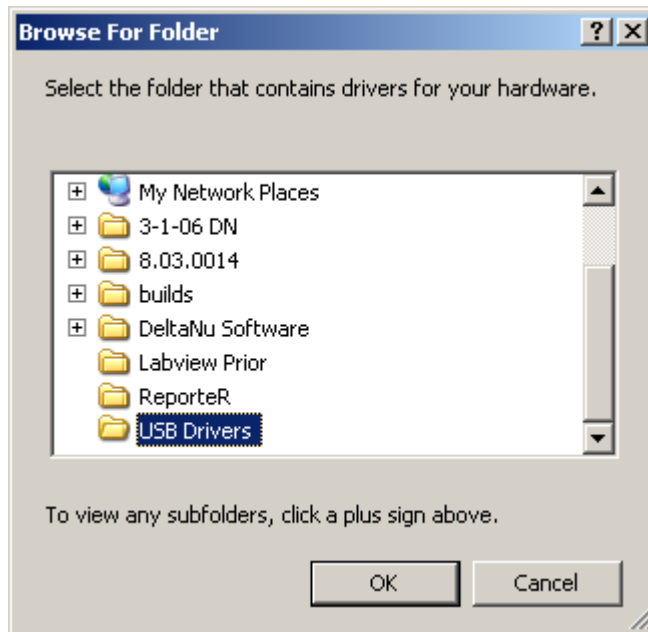 Browse For Folder
Select the folder that contains drivers for your hardware.
My Network Places
3-1-06 DN
8.03.0014
builds
DeltaNu Software
Labview Prior
ReporteR
USB Drivers
To view any subfolders, click a plus sign above.
OK Cancel